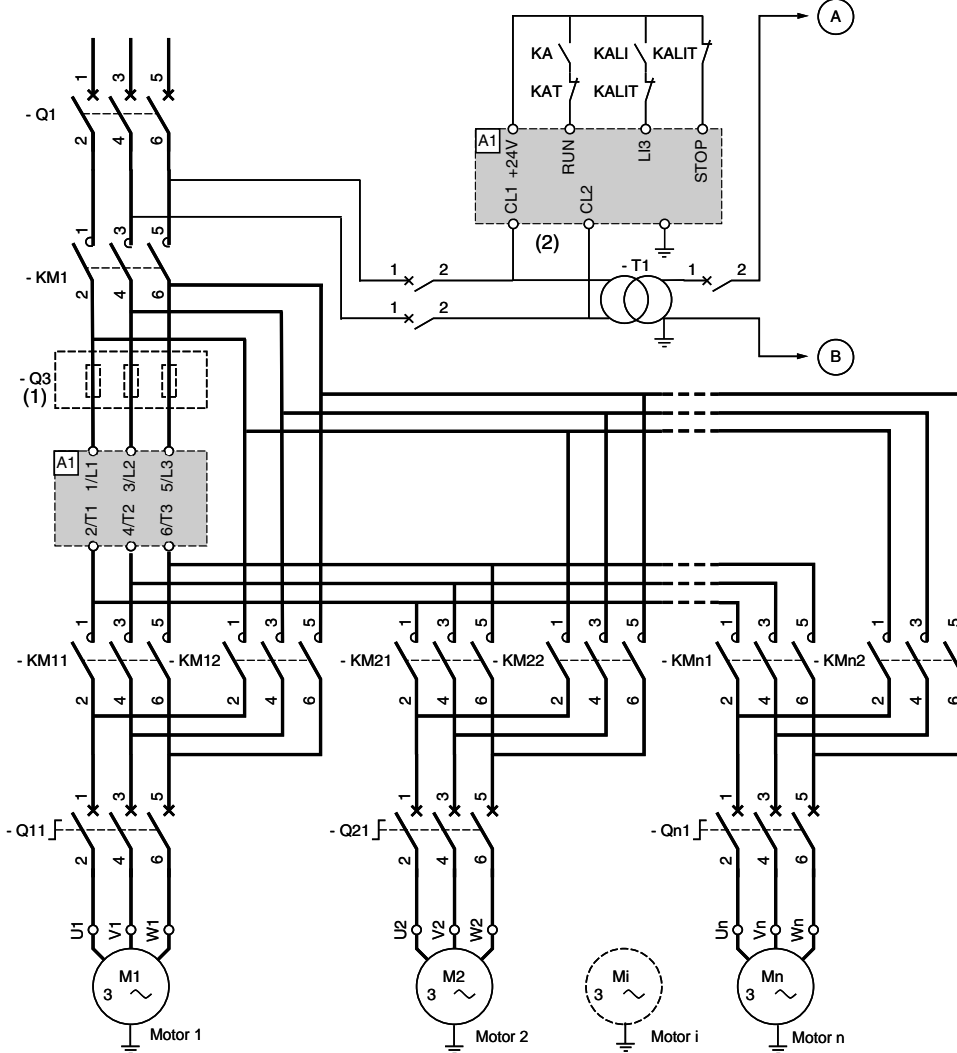 A
KA KALI KALIT
KAT KALIT
1 3 5
- Q1
2 4 6
A1
+24V RUN LI3 STOP
CL1 CL2
(2)
1 3 5
- KM1
2 4 6
1 2
- T1
1 2
1 2
B
- Q3
(1)
A1
1/L1 3/L2 5/L3
2/T1 4/T2 6/T3
1 3 5 1 3 5 1 3 5 1 3 5 1 3 5 1 3 5
- KM11 - KM12 - KM21 - KM22 - KMn1 - KMn2
2 4 6 2 4 6 2 4 6 2 4 6 2 4 6 2 4 6
1 3 5 1 3 5 1 3 5
- Q11 - Q21 - Qn1
2 4 6 2 4 6 2 4 6
U1 V1 W1 U2 V2 W2 Un Vn Wn
M1 M2 Mi Mn
3 3 3 3
Motor 1 Motor 2 Motor i Motor n